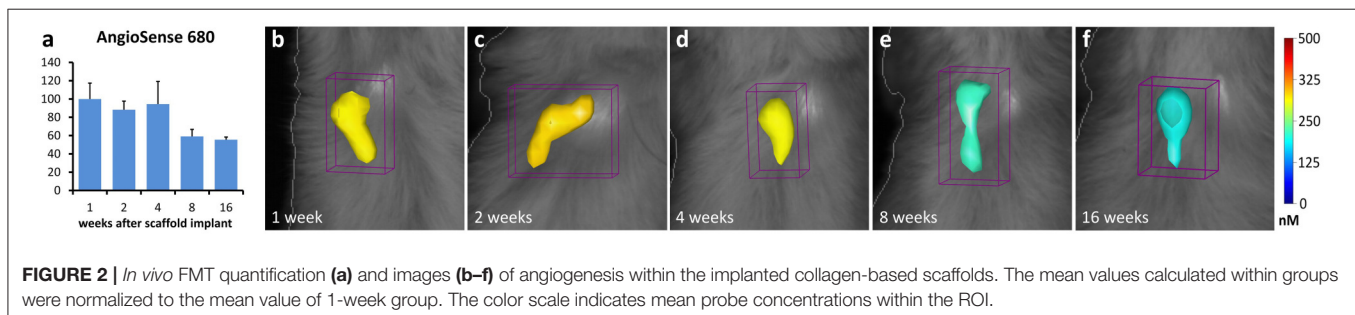 a
AngioSense 680
140
120
100
80
60
40
20
0
1 2 4 8 16
weeks after scaffold implant
b
1 week
c
2 weeks
d
4 weeks
e
8 weeks
f
16 weeks
500
325
250
125
0
nM
FIGURE 2 | In vivo FMT quantification (a) and images (b–f) of angiogenesis within the implanted collagen-based scaffolds. The mean values calculated within groups
were normalized to the mean value of 1-week group. The color scale indicates mean probe concentrations within the ROI.